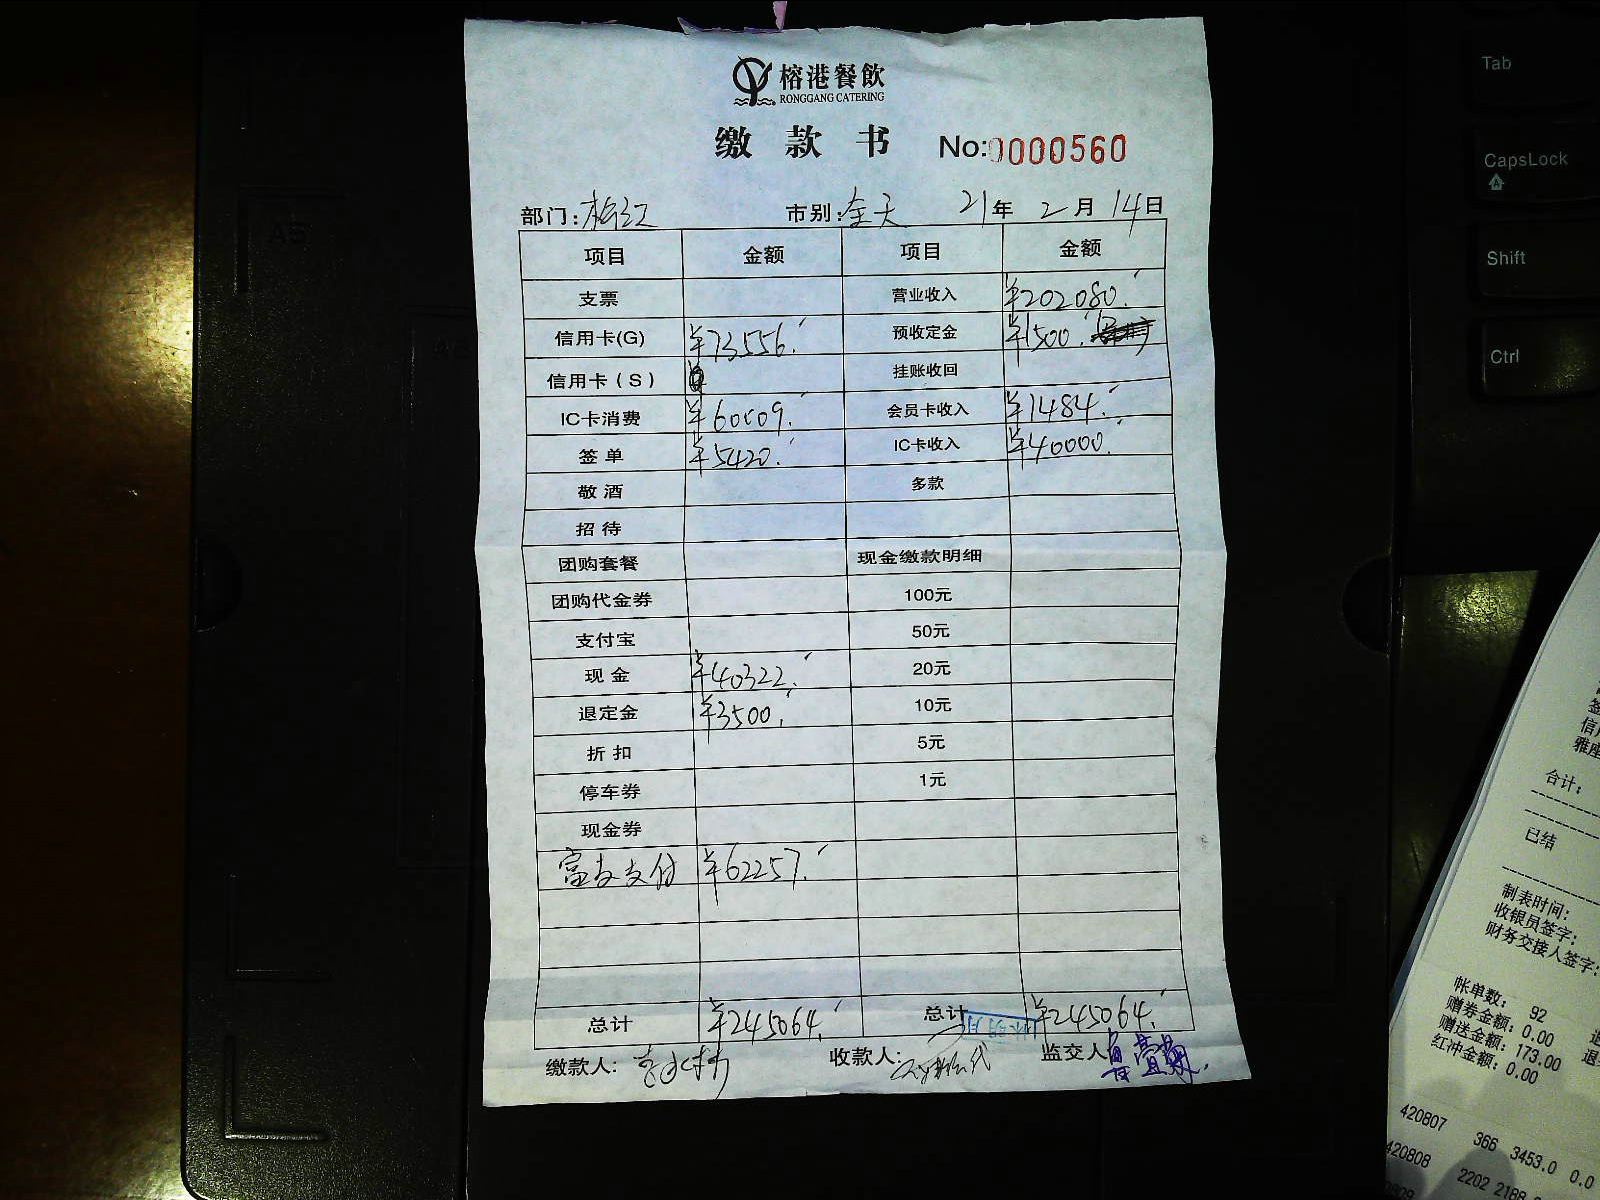 榕港餐飲
RONGGANG CATERING
缴款书 No:0000560
部门:梅江 市别:全天 21年2月14日
项目 金额 项目 金额
支票 营业收入 ¥202080.
信用卡(G) ¥73556. 预收定金 ¥1500.
信用卡(S) 挂账收回
IC卡消费 ¥60009. 会员卡收入 ¥1484.
签单 ¥5420. IC卡收入 ¥40000.
敬酒 多款
招待
团购套餐 现金缴款明细
团购代金券 100元
支付宝 50元
现金 ¥40322. 20元
退定金 ¥3500. 10元
折扣 5元
停车券 1元
现金券
富友支付 ¥62257.
总计 ¥245064. 总计 ¥245064.
缴款人: 收款人: 监交人
Tab
CapsLock
Shift
Ctrl
合计:
已结
制表时间:
收银员签字:
财务交接人签字:
帐单数: 92
赠券金额: 0.00
赠送金额: 173.00
红冲金额: 0.00
420807 366 3453.0 0.0
420808 2202 2188